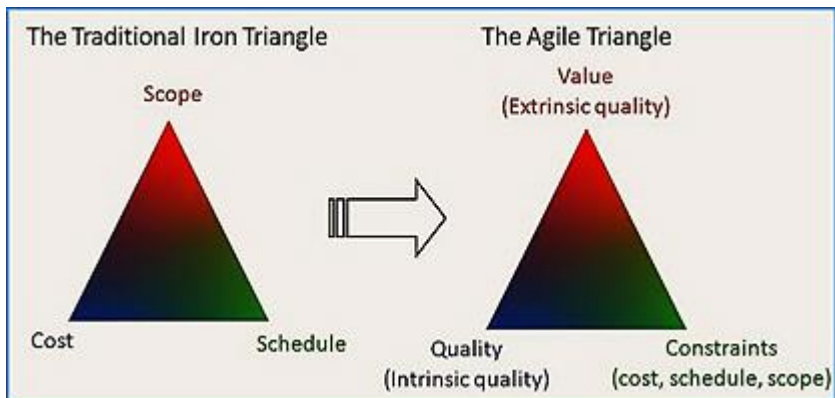 The Traditional Iron Triangle
Scope
Cost
Schedule
The Agile Triangle
Value
(Extrinsic quality)
Quality
(Intrinsic quality)
Constraints
(cost, schedule, scope)